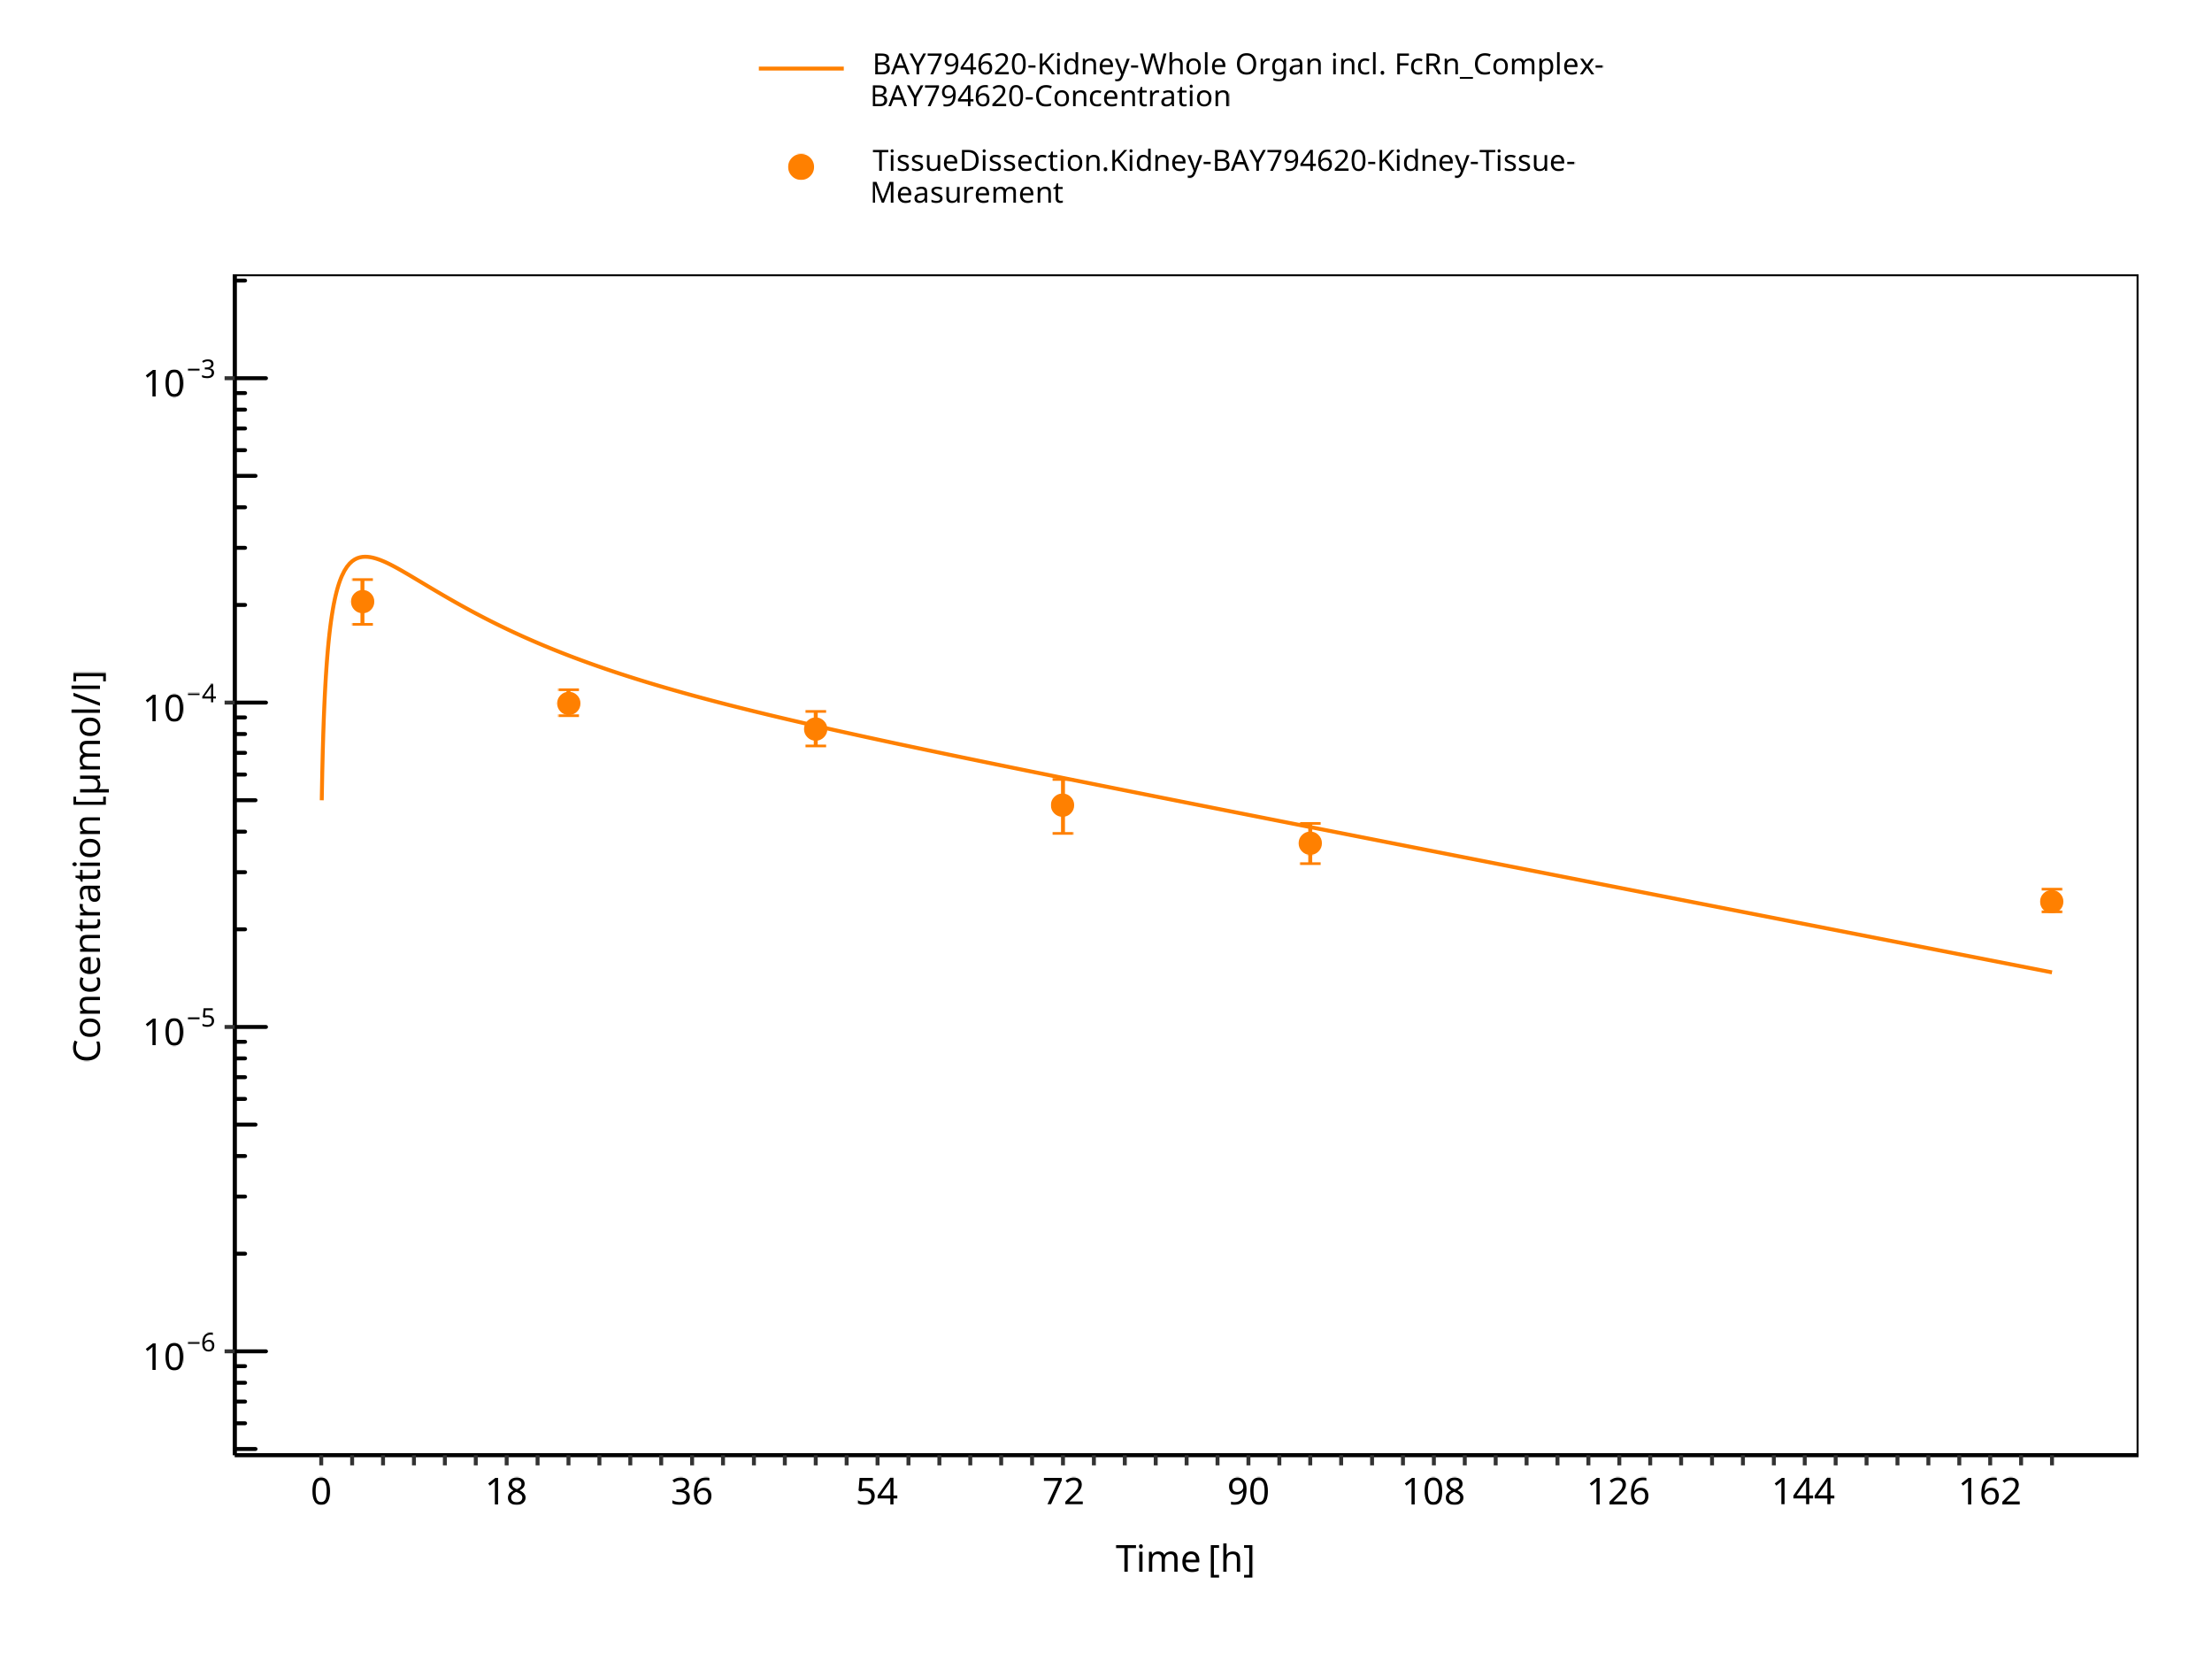 BAY794620-Kidney-Whole Organ incl. FcRn_Complex-
BAY794620-Concentration
TissueDissection.Kidney-BAY794620-Kidney-Tissue-
Measurement
Concentration [µmol/l]
10⁻³
10⁻⁴
10⁻⁵
10⁻⁶
0 18 36 54 72 90 108 126 144 162
Time [h]